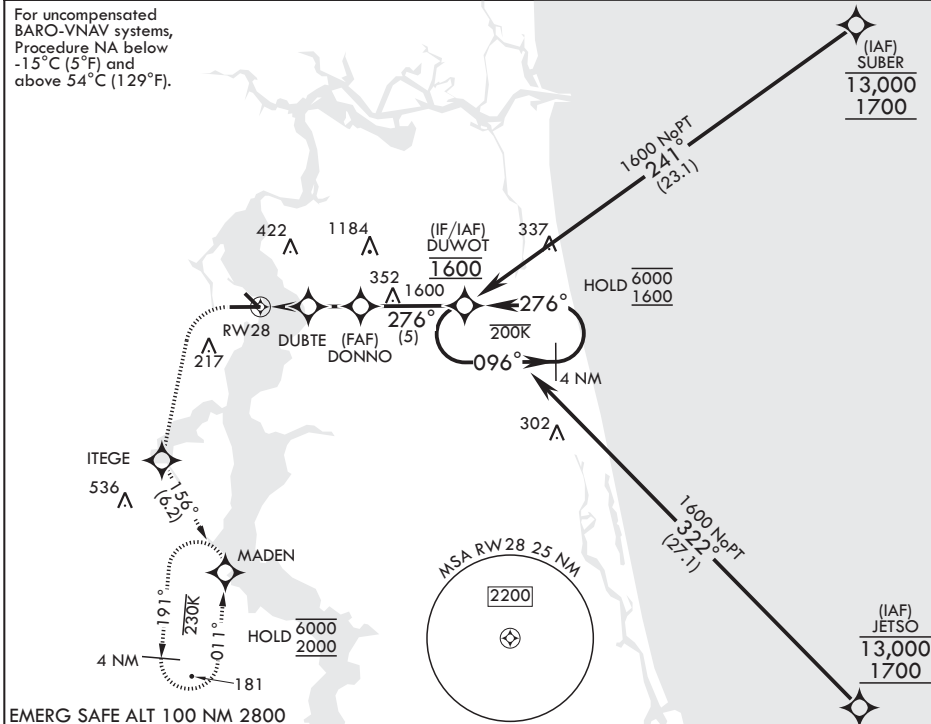 For uncompensated
BARO-VNAV systems,
Procedure NA below
-15°C (5°F) and
above 54°C (129°F).
(IAF)
SUBER
13,000
1700
1600 NoPT
241°
(23.1)
422
1184
(IF/IAF)
DUWOT
1600
337
352
1600
HOLD 6000
1600
276°
(5)
276°
200K
096°
4 NM
RW28
DUBTE
(FAF)
DONNO
217
302
ITEGE
536
156°
(6.2)
1600 NoPT
322°
(27.1)
MADEN
MSA RW28 25 NM
2200
191°
230K
011°
HOLD 6000
2000
4 NM
181
(IAF)
JETSO
13,000
1700
EMERG SAFE ALT 100 NM 2800